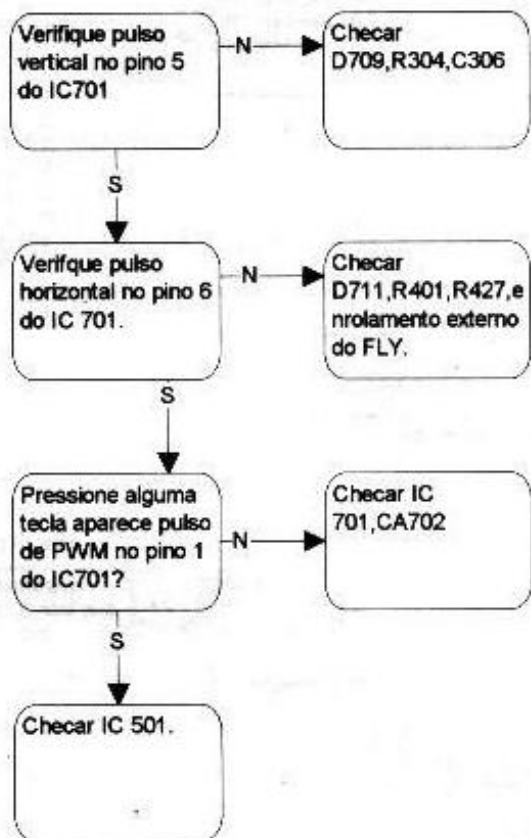 Verifique pulso
vertical no pino 5
do IC701
N
Checar
D709,R304,C306
S
Verifque pulso
horizontal no pino 6
do IC 701.
N
Checar
D711,R401,R427,e
nrolamento externo
do FLY.
S
Pressione alguma
tecla aparece pulso
de PWM no pino 1
do IC701?
N
Checar IC
701,CA702
S
Checar IC 501.